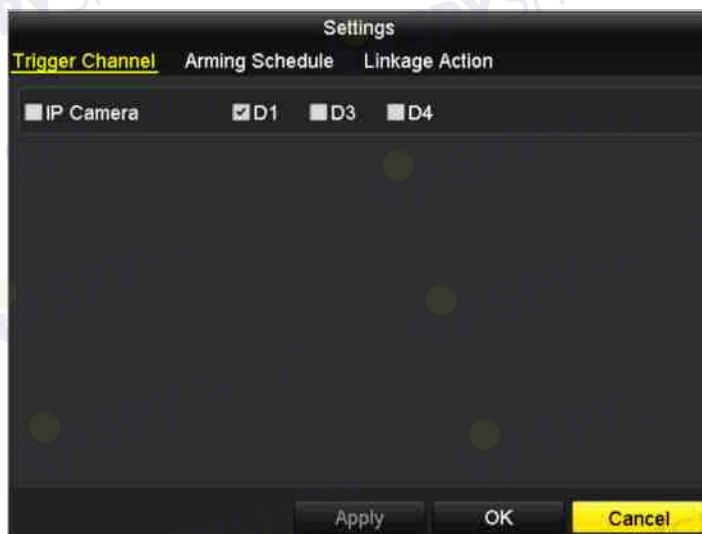 Settings
Trigger Channel Arming Schedule Linkage Action
IP Camera D1 D3 D4
Apply OK Cancel